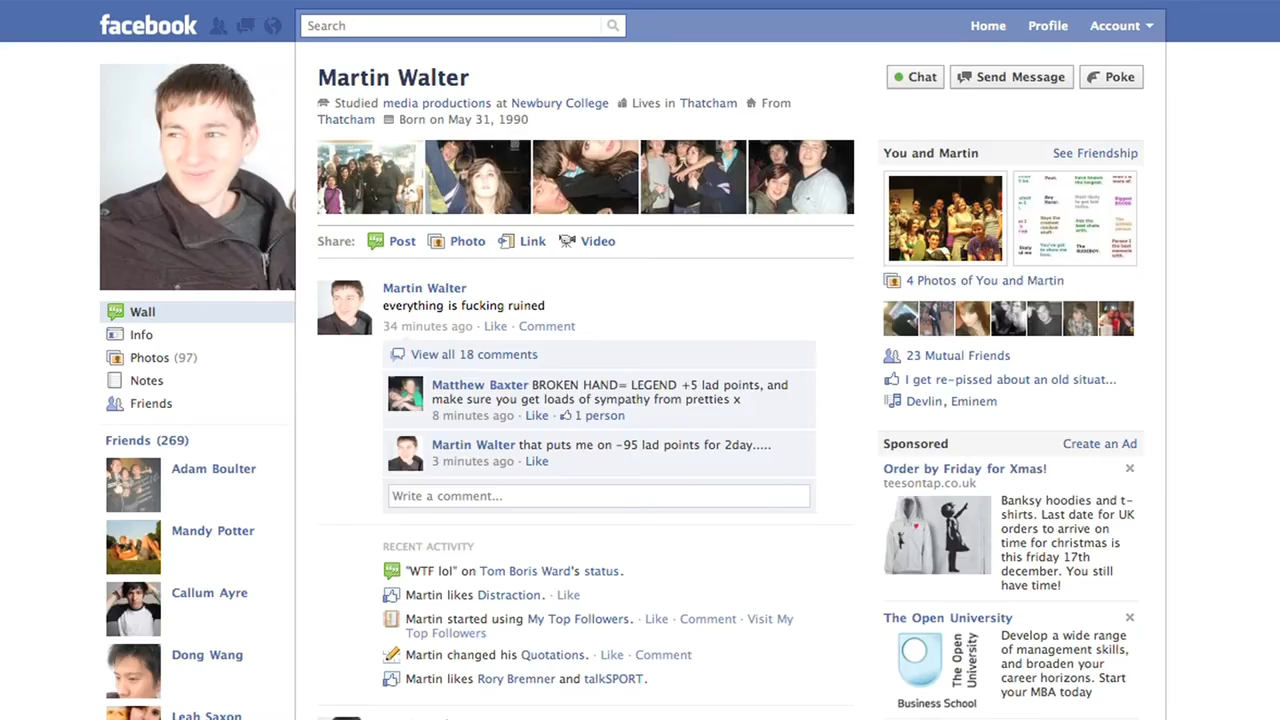 facebook
Search
Home
Profile
Account
Martin Walter
Chat
Send Message
Poke
Studied media productions at Newbury College Lives in Thatcham From
Thatcham Born on May 31, 1990
Share: Post Photo Link Video
Martin Walter
everything is fucking ruined
34 minutes ago · Like · Comment
View all 18 comments
Matthew Baxter BROKEN HAND= LEGEND +5 lad points, and
make sure you get loads of sympathy from pretties x
8 minutes ago · Like · 1 person
Martin Walter that puts me on -95 lad points for 2day.....
3 minutes ago · Like
Write a comment...
RECENT ACTIVITY
"WTF lol" on Tom Boris Ward's status.
Martin likes Distraction. · Like
Martin started using My Top Followers. · Like · Comment · Visit My
Top Followers
Martin changed his Quotations. · Like · Comment
Martin likes Rory Bremner and talkSPORT.
Wall
Info
Photos (97)
Notes
Friends
Friends (269)
Adam Boulter
Mandy Potter
Callum Ayre
Dong Wang
Leah Saxon
You and Martin
See Friendship
4 Photos of You and Martin
23 Mutual Friends
I get re-pissed about an old situat...
Devlin, Eminem
Sponsored
Create an Ad
Order by Friday for Xmas!
teesontap.co.uk
Banksy hoodies and t-
shirts. Last date for UK
orders to arrive on
time for christmas is
this friday 17th
december. You still
have time!
The Open University
The Open
University
Business School
Develop a wide range
of management skills,
and broaden your
career horizons. Start
your MBA today